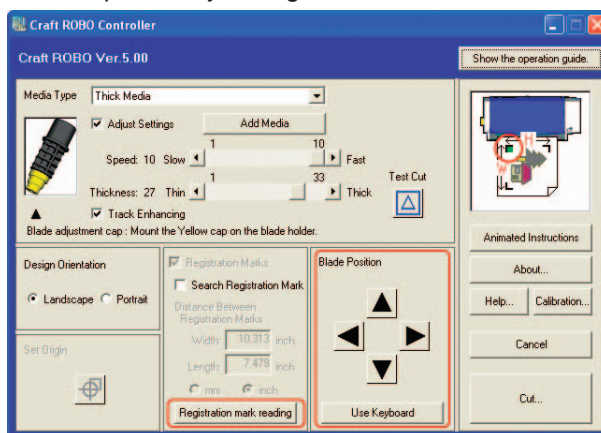 Craft ROBO Controller
Craft ROBO Ver.5.00
Show the operation guide.
Media Type Thick Media
Adjust Settings Add Media
1 10
Speed: 10 Slow Fast
1 33
Thickness: 27 Thin Thick
Test Cut
Track Enhancing
Blade adjustment cap : Mount the Yellow cap on the blade holder.
H
W
Animated Instructions
About...
Help... Calibration...
Cancel
Cut...
Design Orientation
Landscape Portrait
Set Origin
Registration Marks
Search Registration Mark
Distance Between
Registration Marks
Width: 10.313 inch
Length: 7.479 inch
mm inch
Registration mark reading
Blade Position
Use Keyboard